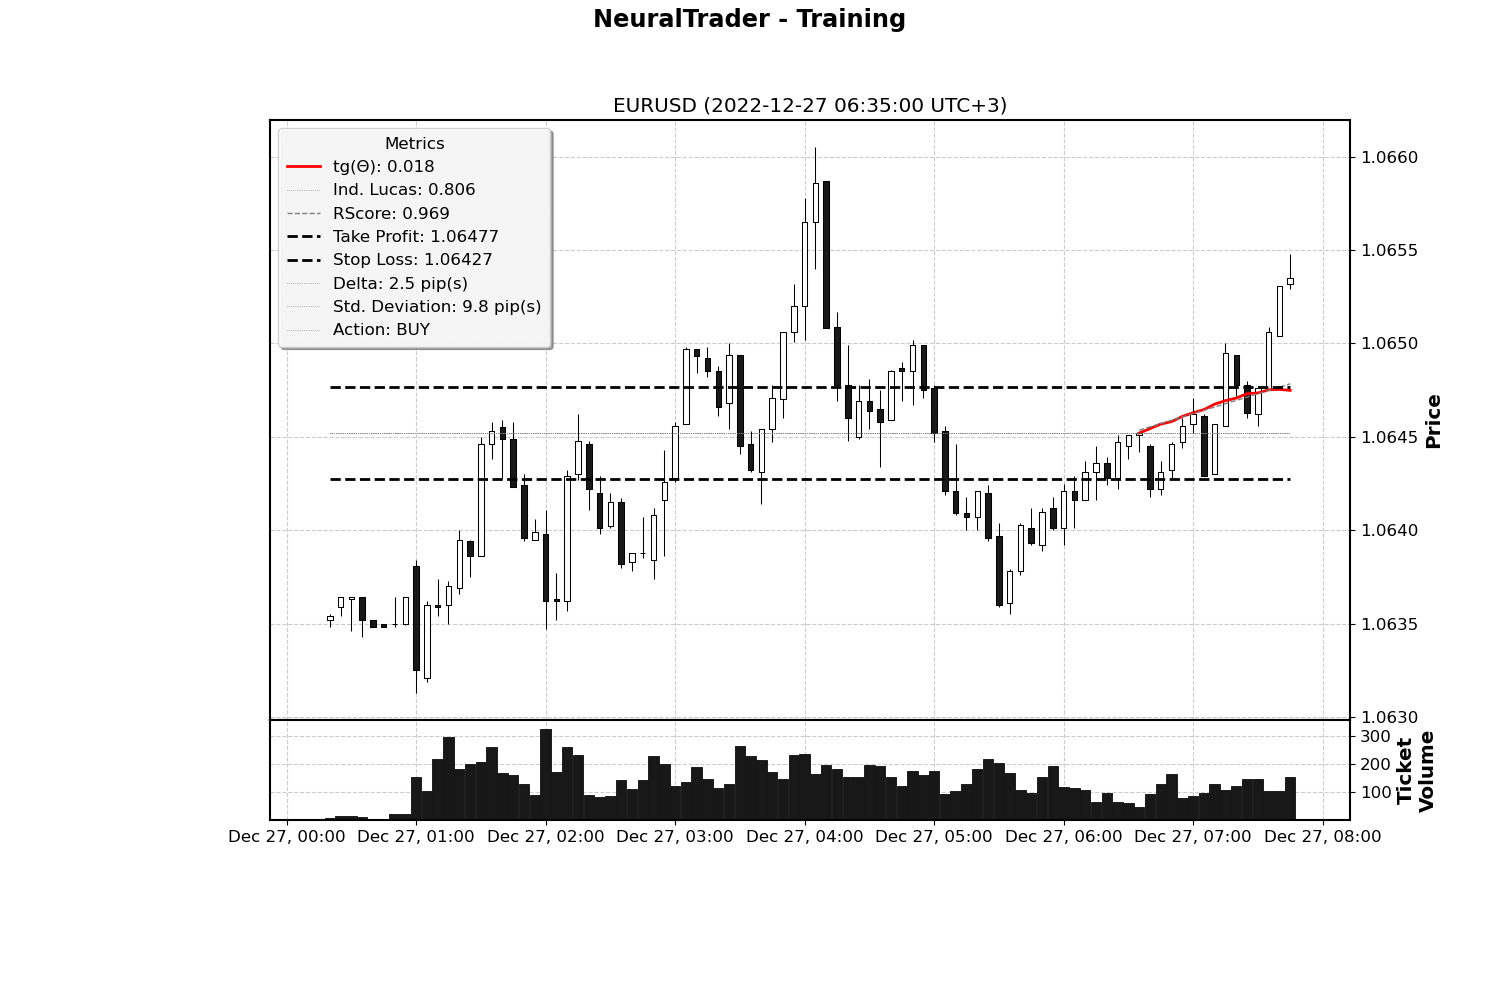 NeuralTrader - Training
EURUSD (2022-12-27 06:35:00 UTC+3)
Metrics
tg(Θ): 0.018
Ind. Lucas: 0.806
RScore: 0.969
Take Profit: 1.06477
Stop Loss: 1.06427
Delta: 2.5 pip(s)
Std. Deviation: 9.8 pip(s)
Action: BUY
1.0660
1.0655
1.0650
1.0645
1.0640
1.0635
1.0630
Price
300
200
100
Ticket
Volume
Dec 27, 00:00
Dec 27, 01:00
Dec 27, 02:00
Dec 27, 03:00
Dec 27, 04:00
Dec 27, 05:00
Dec 27, 06:00
Dec 27, 07:00
Dec 27, 08:00